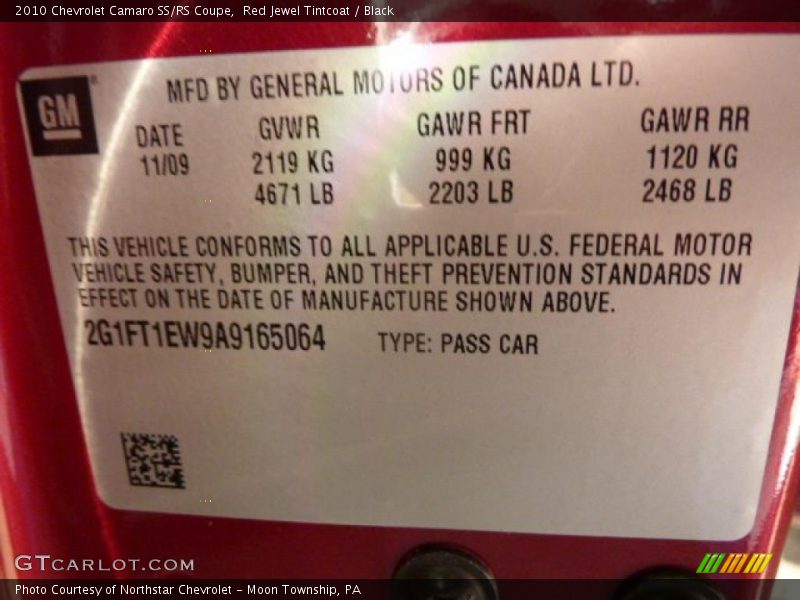 2010 Chevrolet Camaro SS/RS Coupe,  Red Jewel Tintcoat / Black
GM
MFD BY GENERAL MOTORS OF CANADA LTD.
DATE GVWR GAWR FRT GAWR RR
11/09 2119 KG 999 KG 1120 KG
4671 LB 2203 LB 2468 LB
THIS VEHICLE CONFORMS TO ALL APPLICABLE U.S. FEDERAL MOTOR
VEHICLE SAFETY, BUMPER, AND THEFT PREVENTION STANDARDS IN
EFFECT ON THE DATE OF MANUFACTURE SHOWN ABOVE.
2G1FT1EW9A9165064 TYPE: PASS CAR
GTCARLOT.COM
Photo Courtesy of Northstar Chevrolet - Moon Township, PA